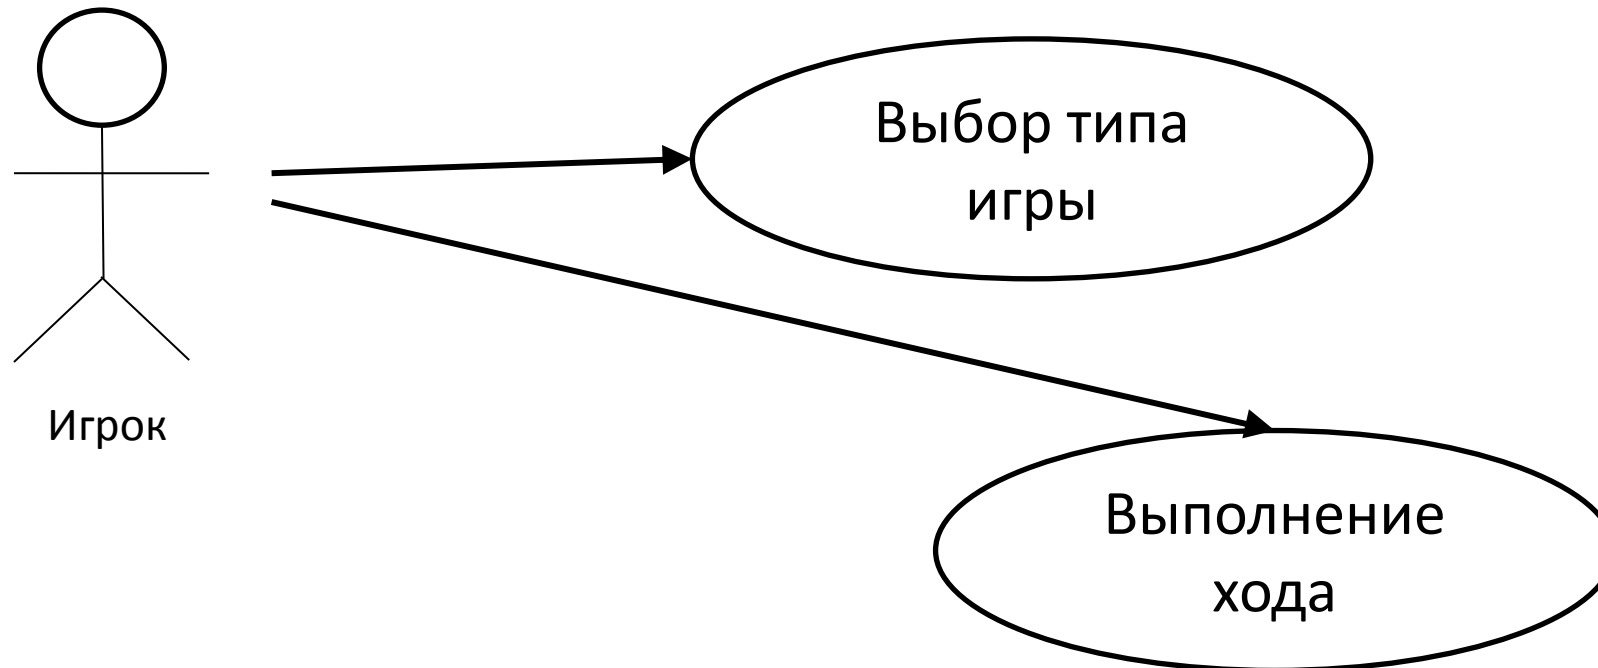 Выбор типа
игры
Игрок
Выполнение
хода